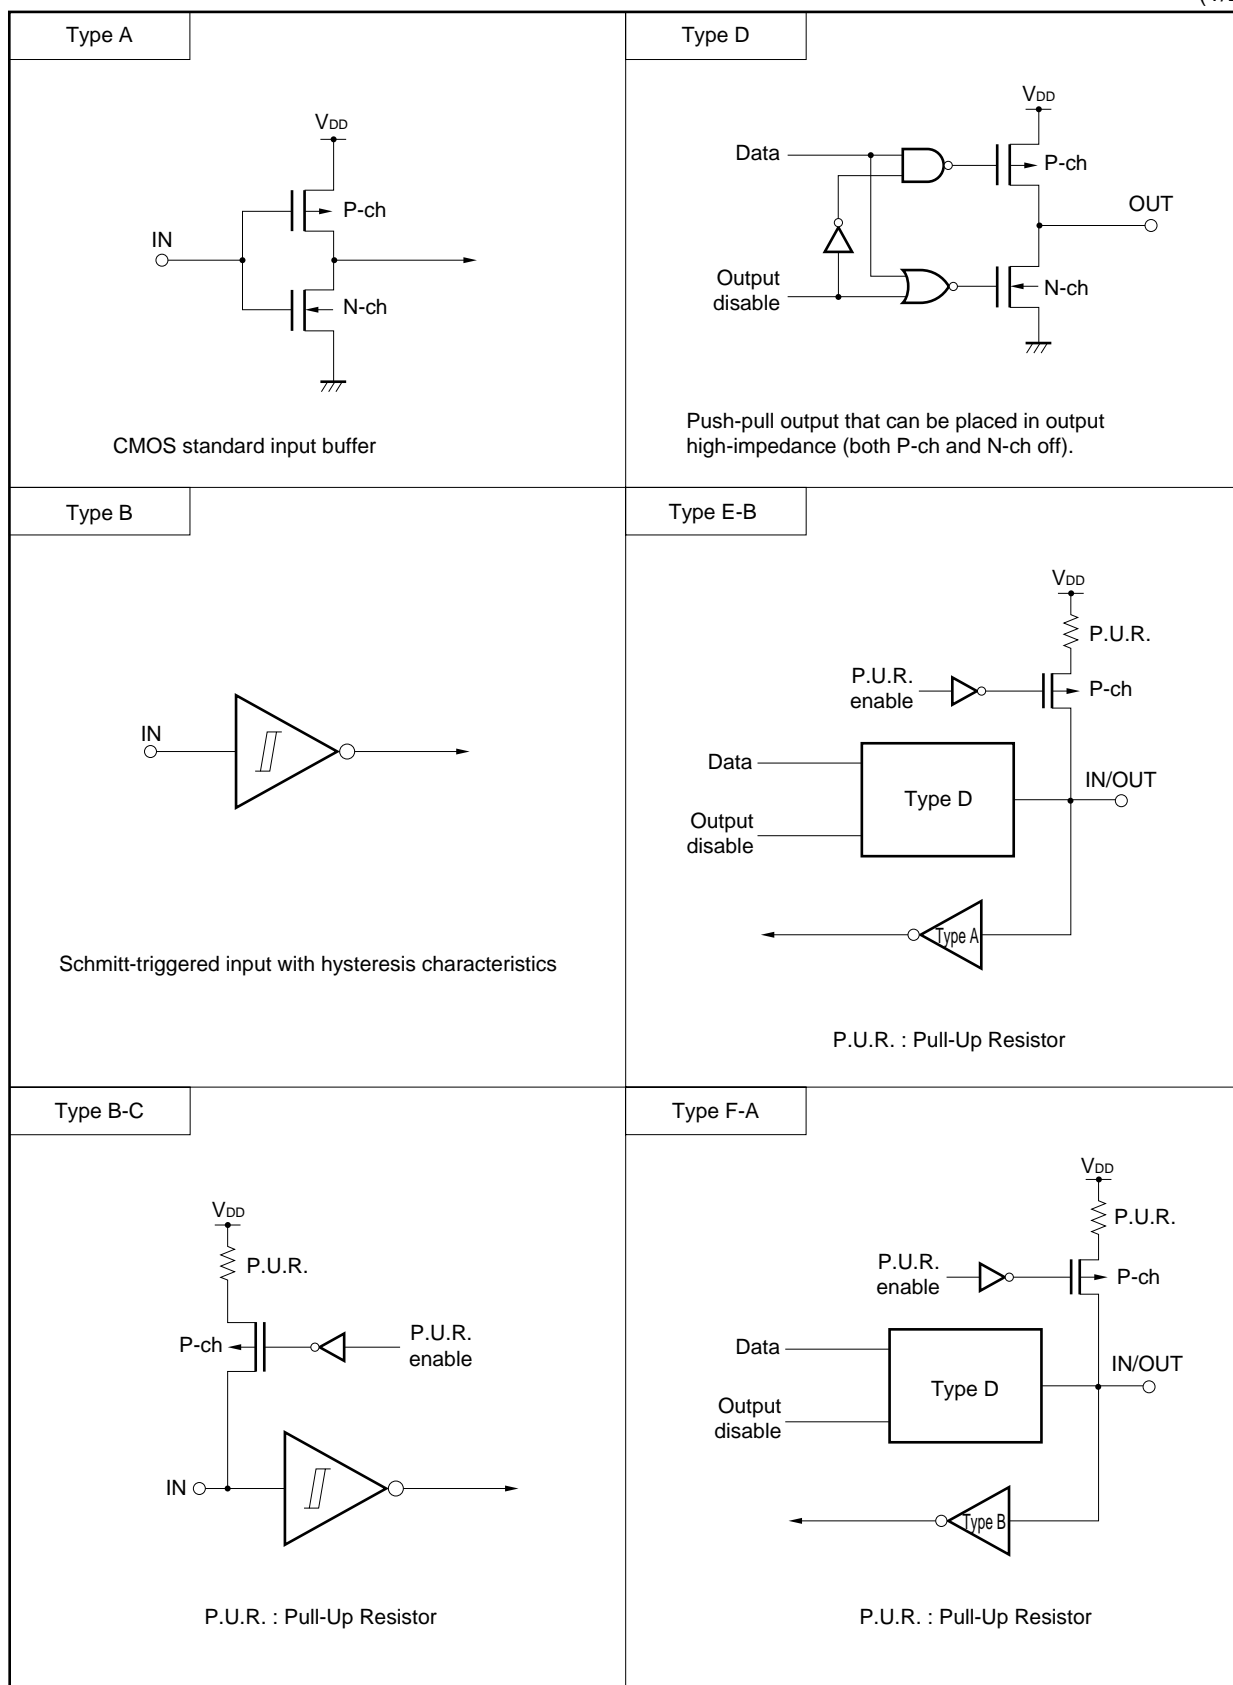 Type A
VDD
P-ch
IN
N-ch
CMOS standard input buffer
Type D
VDD
Data
P-ch
OUT
Output
disable
N-ch
Push-pull output that can be placed in output
high-impedance (both P-ch and N-ch off).
Type B
IN
Schmitt-triggered input with hysteresis characteristics
Type E-B
VDD
P.U.R.
P.U.R.
enable
P-ch
Data
IN/OUT
Type D
Output
disable
Type A
P.U.R. : Pull-Up Resistor
Type B-C
VDD
P.U.R.
P-ch
P.U.R.
enable
IN
P.U.R. : Pull-Up Resistor
Type F-A
VDD
P.U.R.
P.U.R.
enable
P-ch
Data
IN/OUT
Type D
Output
disable
Type B
P.U.R. : Pull-Up Resistor